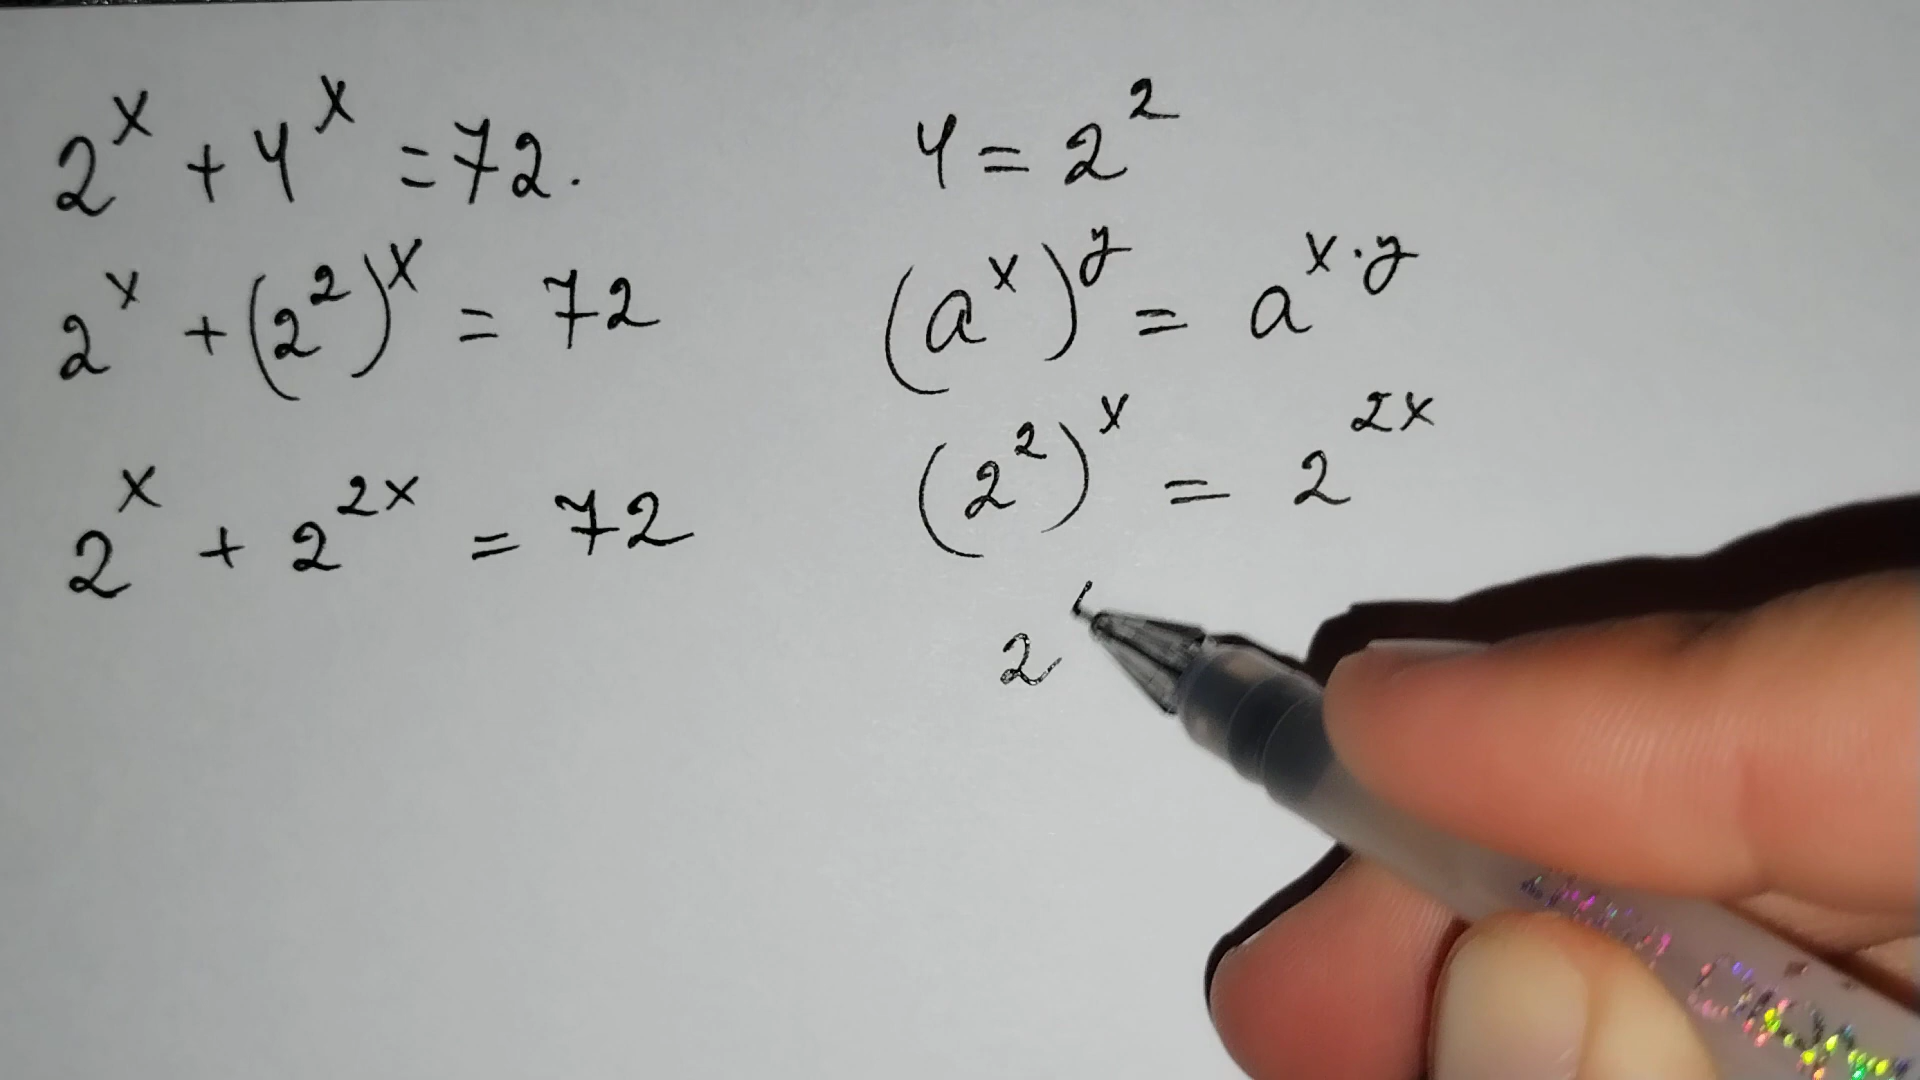 2^x + 4^x = 72.
2^x + (2^2)^x = 72
2^x + 2^{2x} = 72
4 = 2^2
(a^x)^y = a^{x·y}
(2^2)^x = 2^{2x}
2